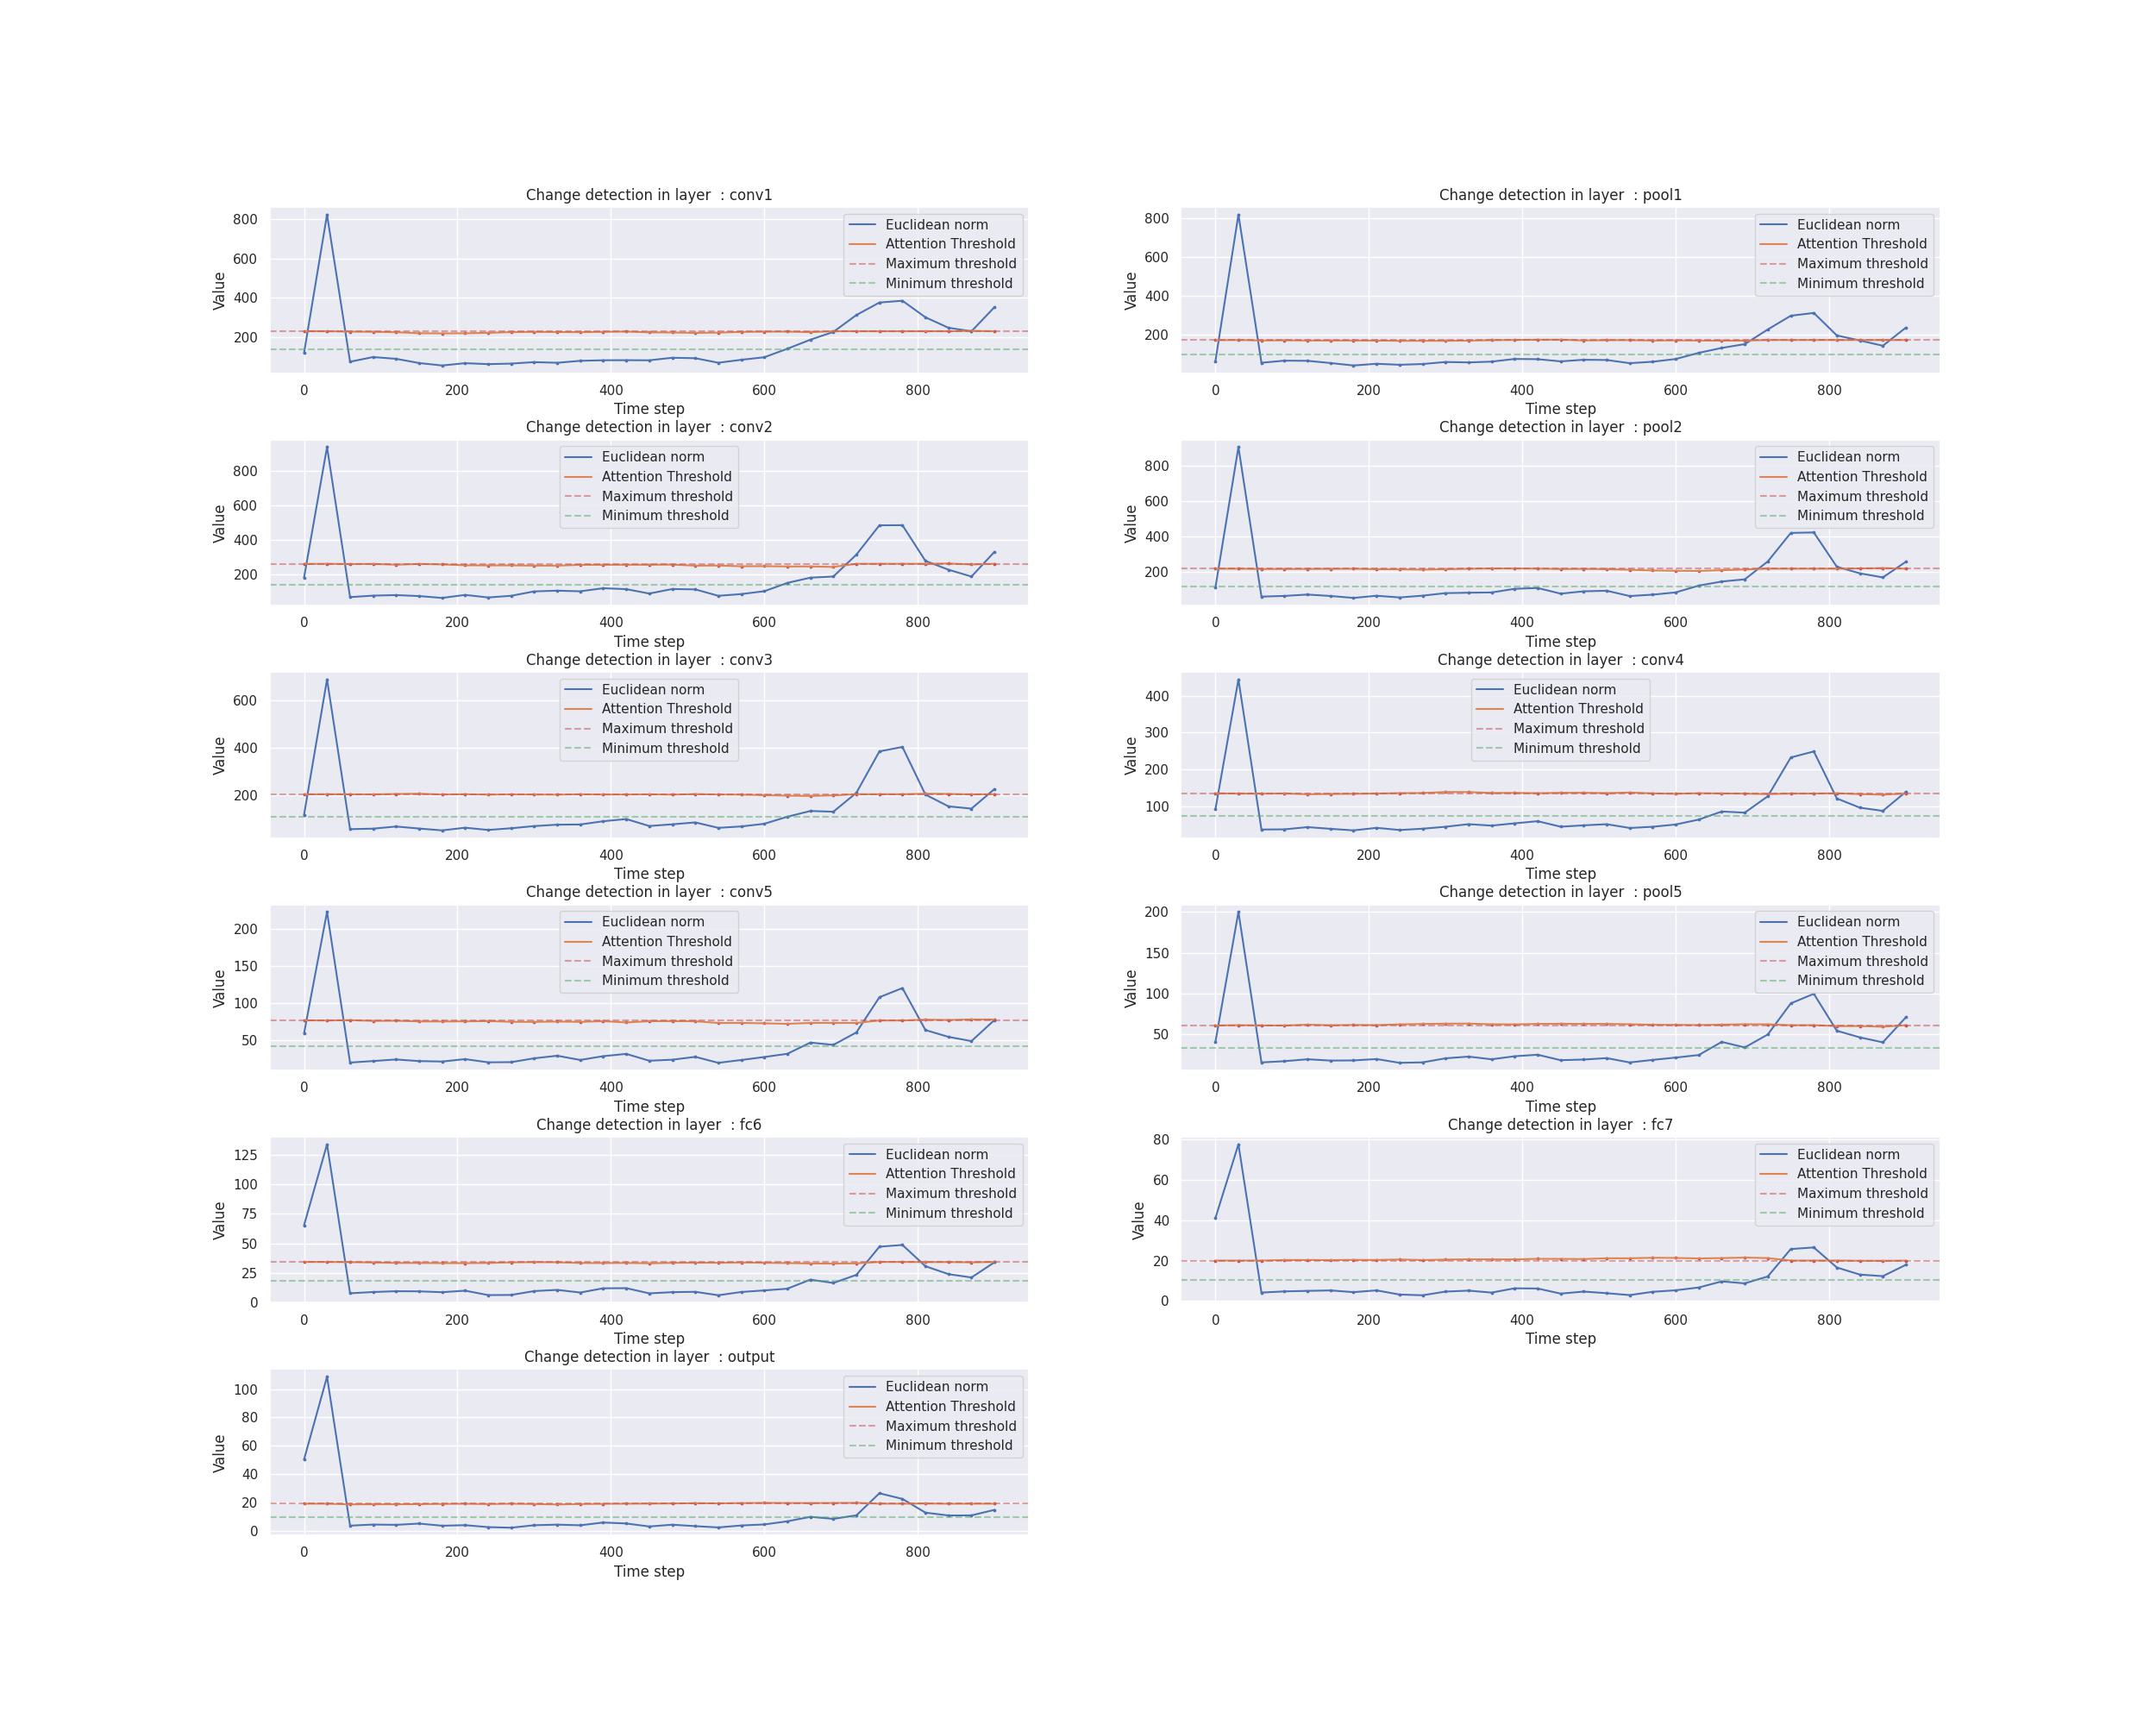 Change detection in layer  : conv1
Value
800
600
400
200
Euclidean norm
Attention Threshold
Maximum threshold
Minimum threshold
0 200 400 600 800
Time step
Change detection in layer  : pool1
Value
800
600
400
200
Euclidean norm
Attention Threshold
Maximum threshold
Minimum threshold
0 200 400 600 800
Time step
Change detection in layer  : conv2
Value
800
600
400
200
Euclidean norm
Attention Threshold
Maximum threshold
Minimum threshold
0 200 400 600 800
Time step
Change detection in layer  : pool2
Value
800
600
400
200
Euclidean norm
Attention Threshold
Maximum threshold
Minimum threshold
0 200 400 600 800
Time step
Change detection in layer  : conv3
Value
600
400
200
Euclidean norm
Attention Threshold
Maximum threshold
Minimum threshold
0 200 400 600 800
Time step
Change detection in layer  : conv4
Value
400
300
200
100
Euclidean norm
Attention Threshold
Maximum threshold
Minimum threshold
0 200 400 600 800
Time step
Change detection in layer  : conv5
Value
200
150
100
50
Euclidean norm
Attention Threshold
Maximum threshold
Minimum threshold
0 200 400 600 800
Time step
Change detection in layer  : pool5
Value
200
150
100
50
Euclidean norm
Attention Threshold
Maximum threshold
Minimum threshold
0 200 400 600 800
Time step
Change detection in layer  : fc6
Value
125
100
75
50
25
0
Euclidean norm
Attention Threshold
Maximum threshold
Minimum threshold
0 200 400 600 800
Time step
Change detection in layer  : fc7
Value
80
60
40
20
0
Euclidean norm
Attention Threshold
Maximum threshold
Minimum threshold
0 200 400 600 800
Time step
Change detection in layer  : output
Value
100
80
60
40
20
0
Euclidean norm
Attention Threshold
Maximum threshold
Minimum threshold
0 200 400 600 800
Time step